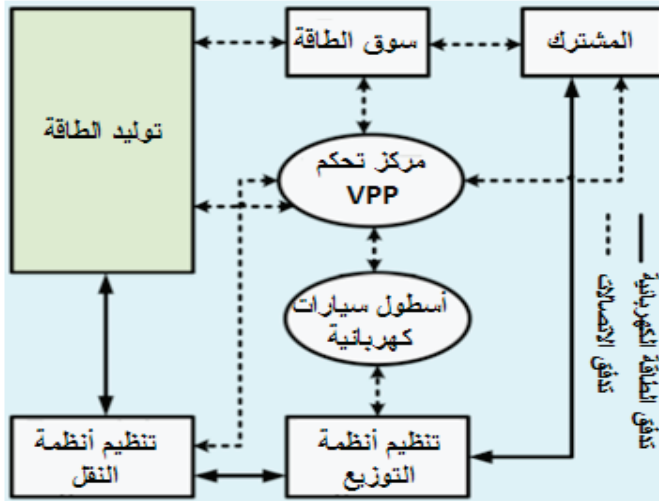 المشترك
سوق الطاقة
توليد الطاقة
مركز تحكم
VPP
أسطول سيارات
كهربائية
تنظيم أنظمة
التوزيع
تنظيم أنظمة
النقل
تدفق الطاقة الكهربائية
تدفق الاتصالات